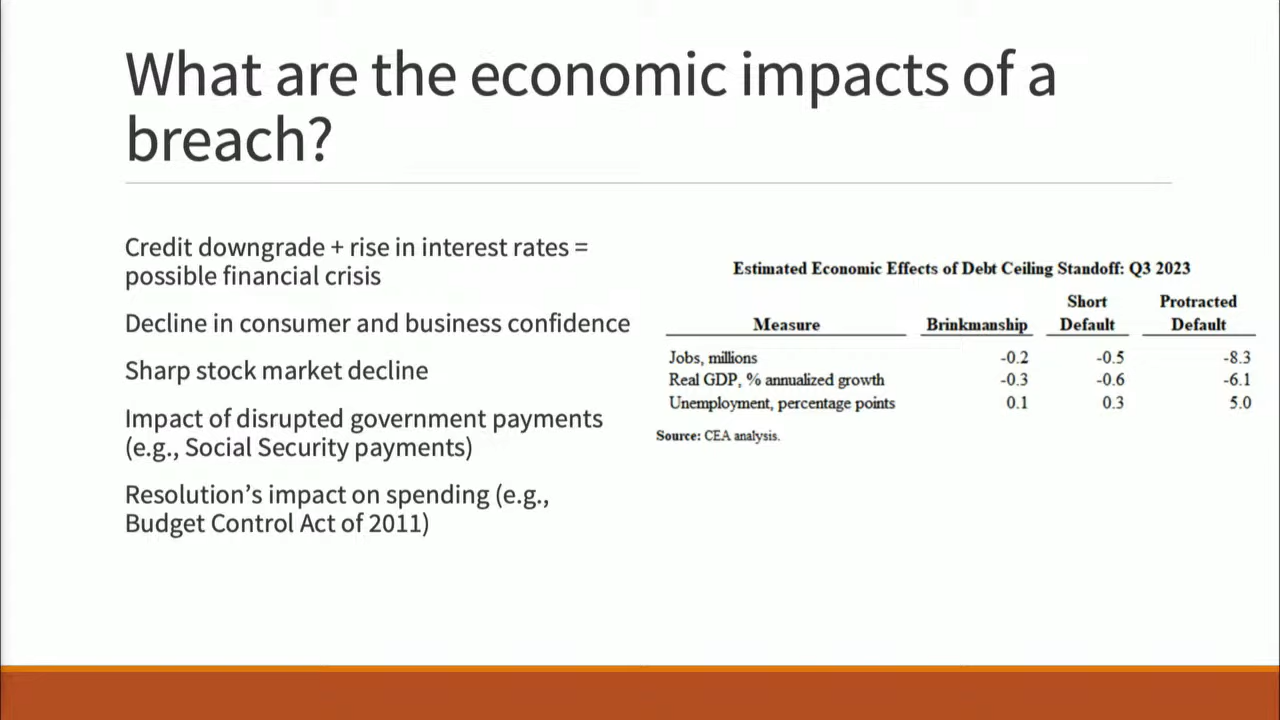 What are the economic impacts of a
breach?
Credit downgrade + rise in interest rates =
possible financial crisis
Decline in consumer and business confidence
Sharp stock market decline
Impact of disrupted government payments
(e.g., Social Security payments)
Resolution’s impact on spending (e.g.,
Budget Control Act of 2011)
Estimated Economic Effects of Debt Ceiling Standoff: Q3 2023
Short Protracted
Measure Brinkmanship Default Default
Jobs, millions -0.2 -0.5 -8.3
Real GDP, % annualized growth -0.3 -0.6 -6.1
Unemployment, percentage points 0.1 0.3 5.0
Source: CEA analysis.